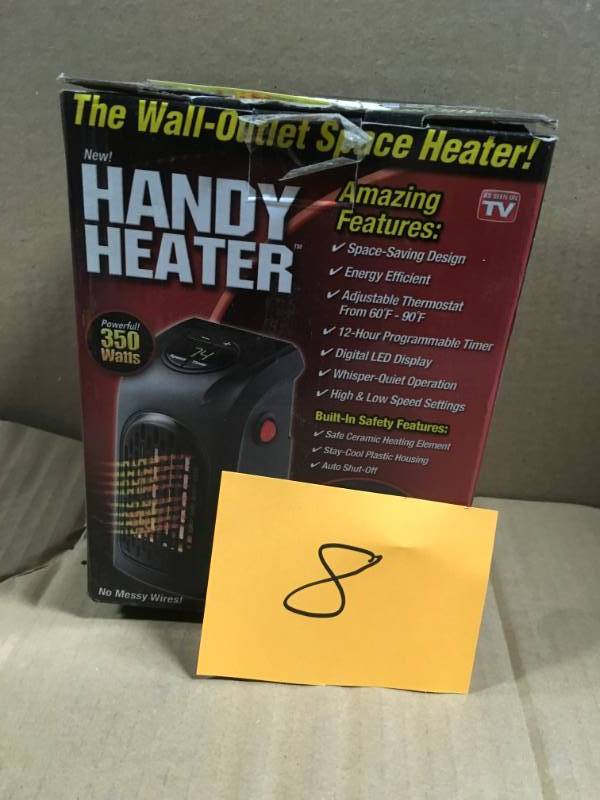 The Wall-Outlet Space Heater!
New!
HANDY
HEATER™
Amazing
Features:
AS SEEN ON
TV
✓ Space-Saving Design
✓ Energy Efficient
✓ Adjustable Thermostat
From 60°F - 90°F
✓ 12-Hour Programmable Timer
✓ Digital LED Display
✓ Whisper-Quiet Operation
✓ High & Low Speed Settings
Built-In Safety Features:
✓ Safe Ceramic Heating Element
✓ Stay-Cool Plastic Housing
✓ Auto Shut-Off
Powerful!
350
Watts
74
No Messy Wires!
8